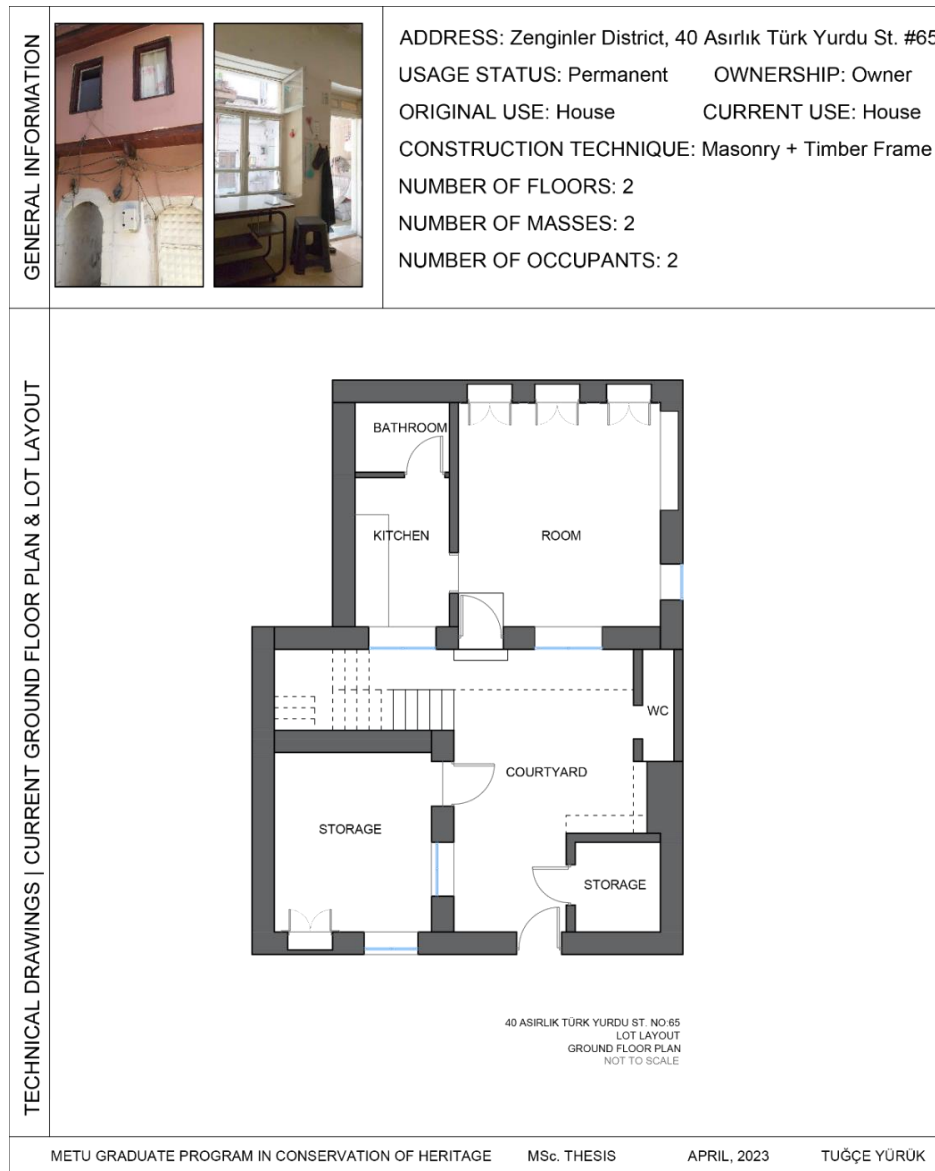 GENERAL INFORMATION
ADDRESS: Zenginler District, 40 Asırlık Türk Yurdu St. #65
USAGE STATUS: Permanent OWNERSHIP: Owner
ORIGINAL USE: House CURRENT USE: House
CONSTRUCTION TECHNIQUE: Masonry + Timber Frame
NUMBER OF FLOORS: 2
NUMBER OF MASSES: 2
NUMBER OF OCCUPANTS: 2
TECHNICAL DRAWINGS | CURRENT GROUND FLOOR PLAN & LOT LAYOUT
BATHROOM
KITCHEN
ROOM
WC
COURTYARD
STORAGE
STORAGE
40 ASIRLIK TÜRK YURDU ST. NO:65
LOT LAYOUT
GROUND FLOOR PLAN
NOT TO SCALE
METU GRADUATE PROGRAM IN CONSERVATION OF HERITAGE MSc. THESIS APRIL, 2023 TUĞÇE YÜRÜK